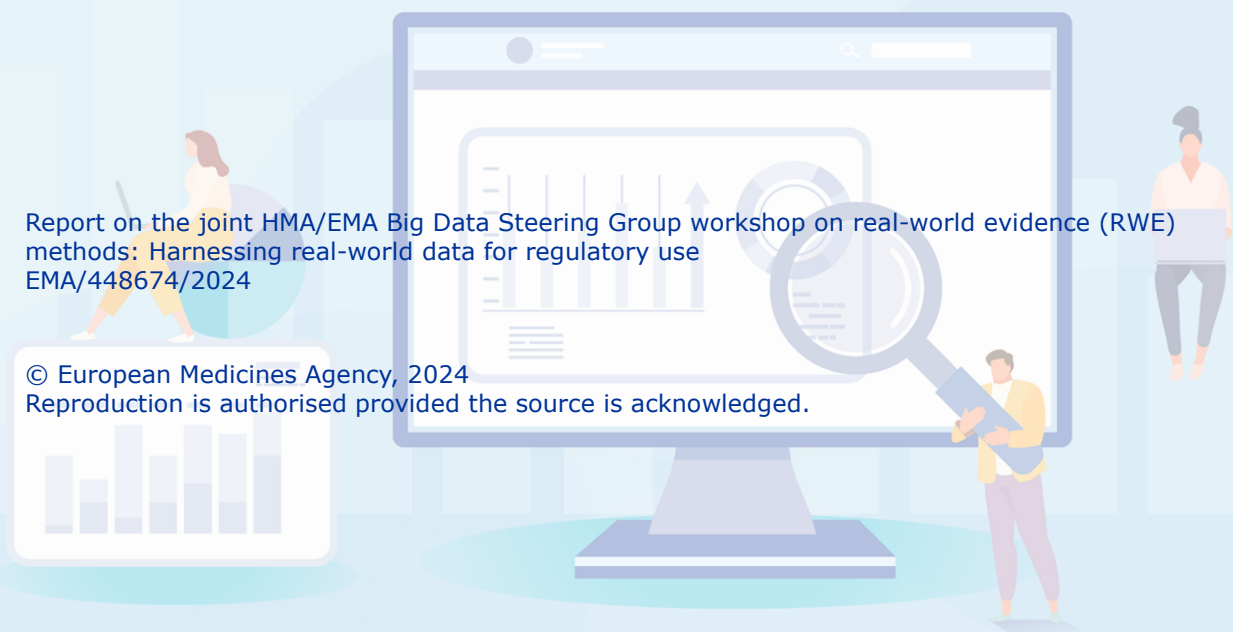 Report on the joint HMA/EMA Big Data Steering Group workshop on real-world evidence (RWE)
methods: Harnessing real-world data for regulatory use
EMA/448674/2024
© European Medicines Agency, 2024
Reproduction is authorised provided the source is acknowledged.